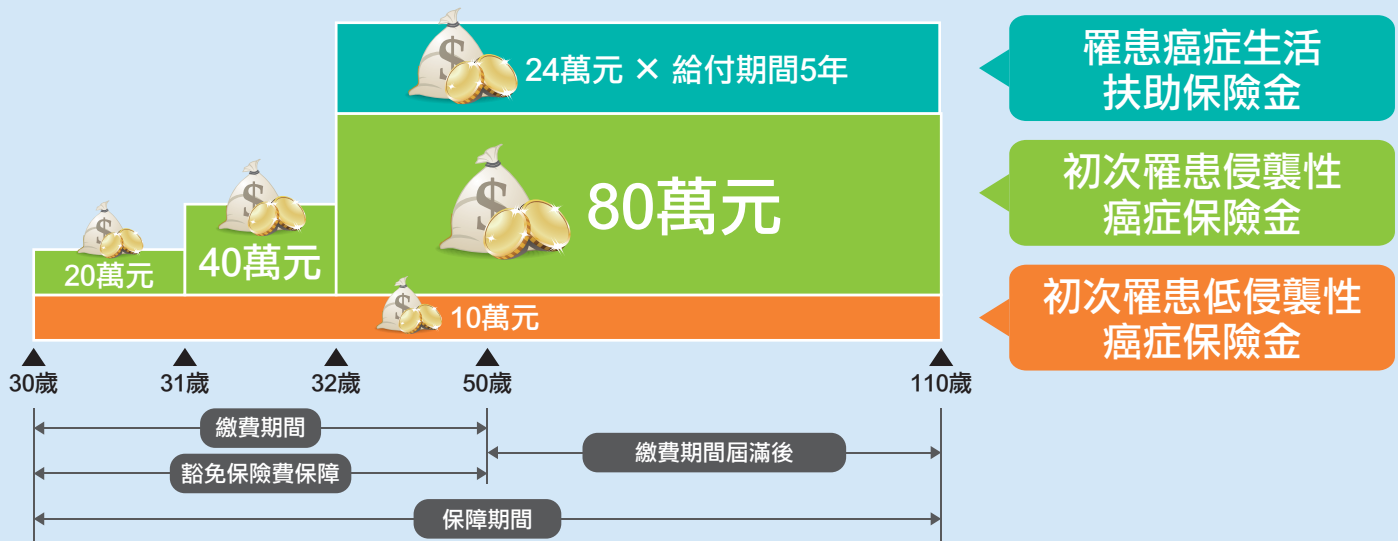 24萬元 × 給付期間5年
罹患癌症生活
扶助保險金
20萬元
40萬元
80萬元
初次罹患侵襲性
癌症保險金
10萬元
初次罹患低侵襲性
癌症保險金
30歲
31歲
32歲
50歲
110歲
繳費期間
繳費期間屆滿後
豁免保險費保障
保障期間